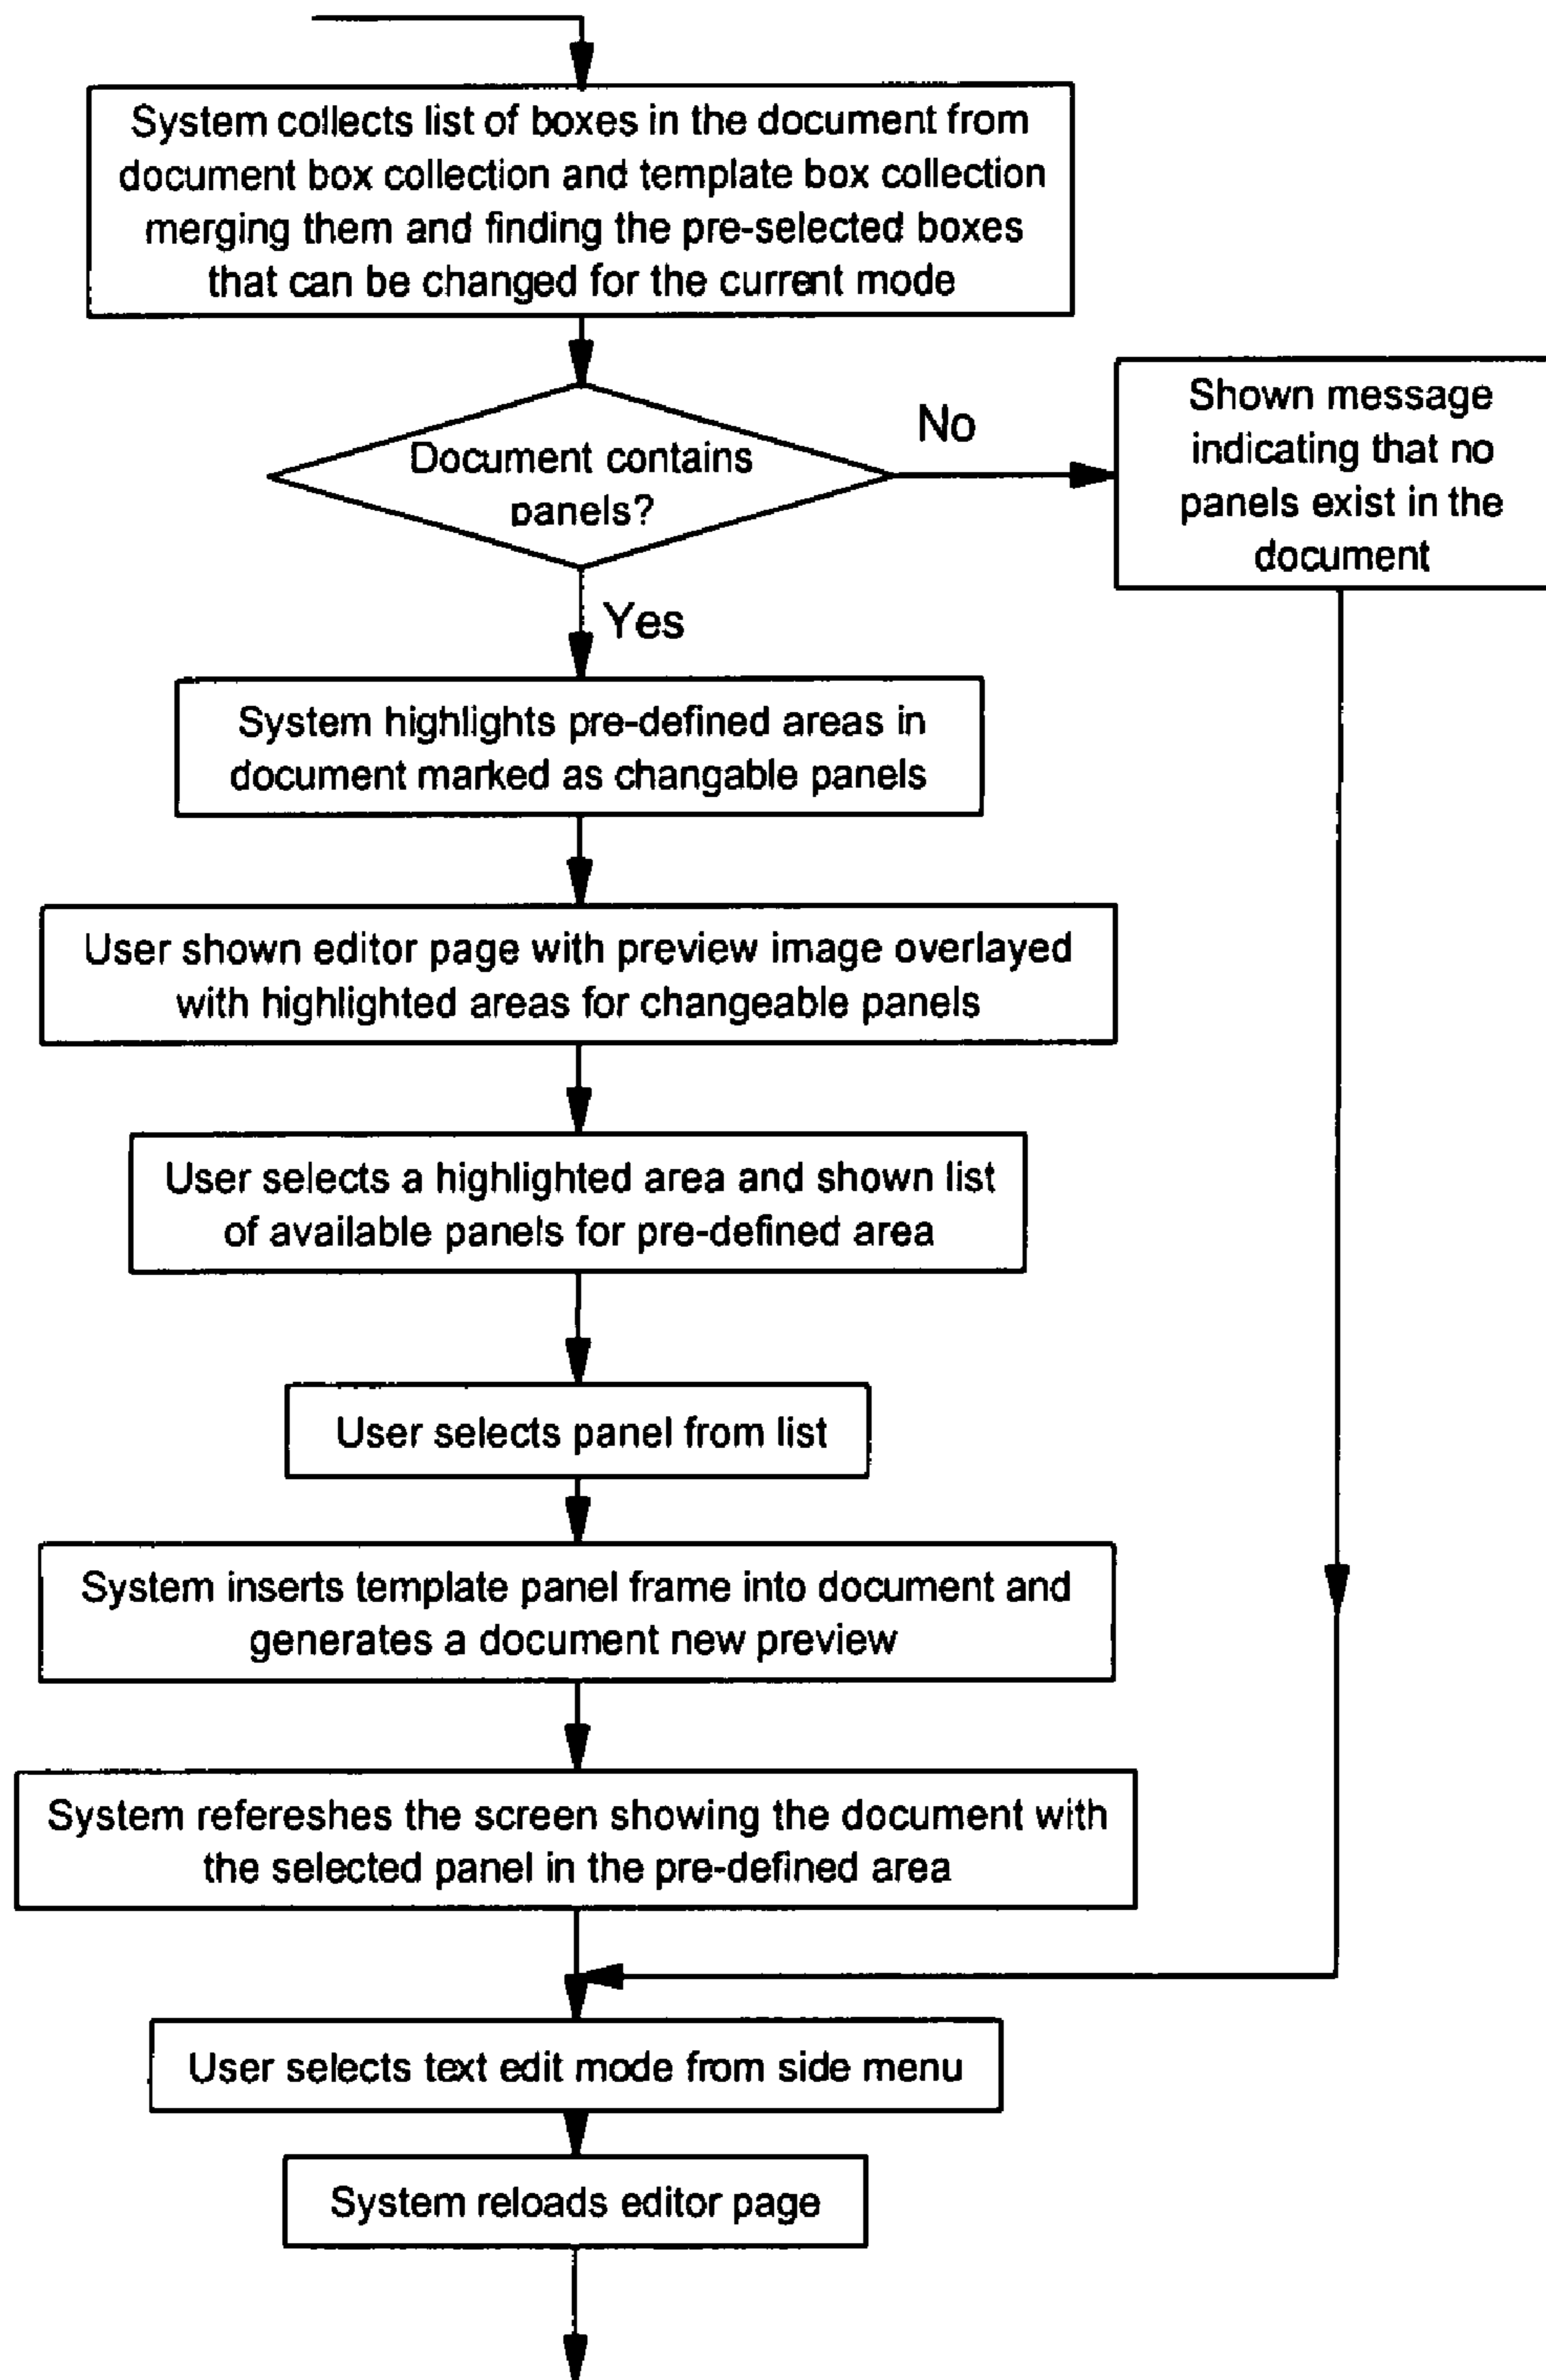 System collects list of boxes in the document from
document box collection and template box collection
merging them and finding the pre-selected boxes
that can be changed for the current mode
Document contains
panels?
No
Shown message
indicating that no
panels exist in the
document
Yes
System highlights pre-defined areas in
document marked as changable panels
User shown editor page with preview image overlayed
with highlighted areas for changeable panels
User selects a highlighted area and shown list
of available panels for pre-defined area
User selects panel from list
System inserts template panel frame into document and
generates a document new preview
System refereshes the screen showing the document with
the selected panel in the pre-defined area
User selects text edit mode from side menu
System reloads editor page